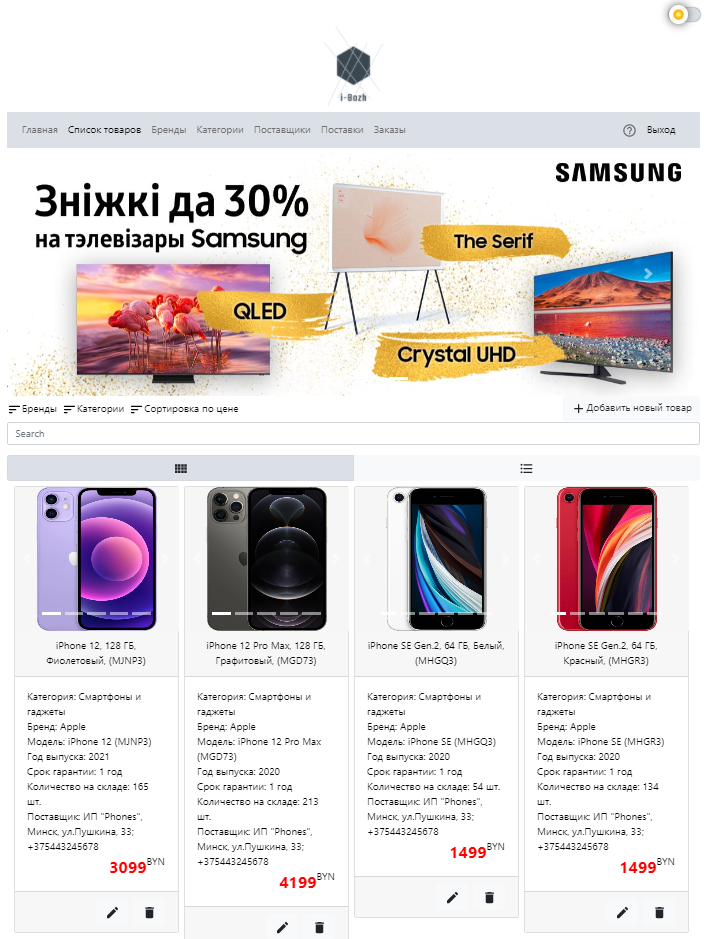 i-Bozh
Главная Список товаров Бренды Категории Поставщики Поставки Заказы Выход
SAMSUNG
Зніжкі да 30%
на тэлевізары Samsung
The Serif
QLED
Crystal UHD
Бренды Категории Сортировка по цене Добавить новый товар
Search
iPhone 12, 128 ГБ,
Фиолетовый, (MJNP3)
Категория: Смартфоны и
гаджеты
Бренд: Apple
Модель: iPhone 12 (MJNP3)
Год выпуска: 2021
Срок гарантии: 1 год
Количество на складе: 165
шт.
Поставщик: ИП "Phones",
Минск, ул.Пушкина, 33;
+375443245678
3099BYN
iPhone 12 Pro Max, 128 ГБ,
Графитовый, (MGD73)
Категория: Смартфоны и
гаджеты
Бренд: Apple
Модель: iPhone 12 Pro Max
(MGD73)
Год выпуска: 2020
Срок гарантии: 1 год
Количество на складе: 213
шт.
Поставщик: ИП "Phones",
Минск, ул.Пушкина, 33;
+375443245678
4199BYN
iPhone SE Gen.2, 64 ГБ, Белый,
(MHGQ3)
Категория: Смартфоны и
гаджеты
Бренд: Apple
Модель: iPhone SE (MHGQ3)
Год выпуска: 2020
Срок гарантии: 1 год
Количество на складе: 54 шт.
Поставщик: ИП "Phones",
Минск, ул.Пушкина, 33;
+375443245678
1499BYN
iPhone SE Gen.2, 64 ГБ,
Красный, (MHGR3)
Категория: Смартфоны и
гаджеты
Бренд: Apple
Модель: iPhone SE (MHGR3)
Год выпуска: 2020
Срок гарантии: 1 год
Количество на складе: 134
шт.
Поставщик: ИП "Phones",
Минск, ул.Пушкина, 33;
+375443245678
1499BYN